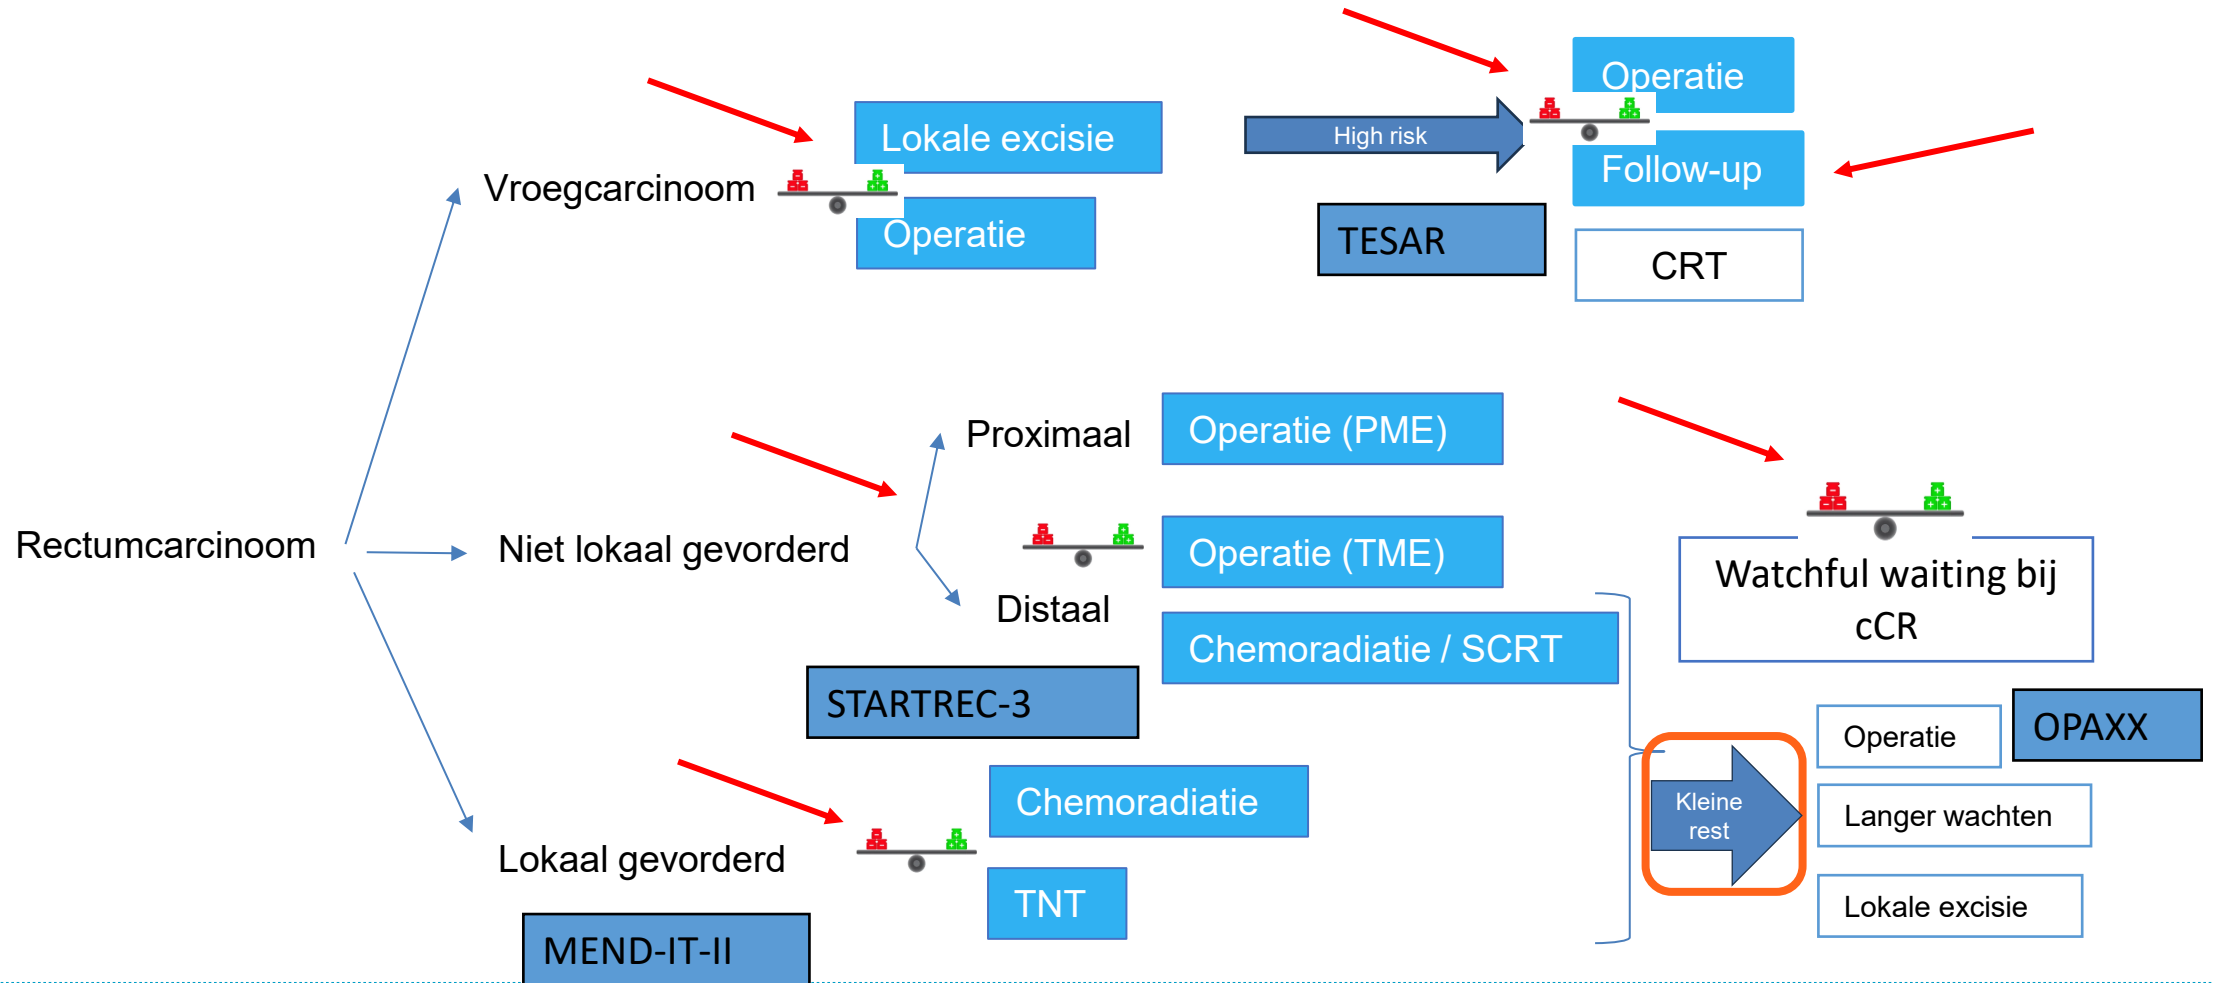 Rectumcarcinoom
Vroegcarcinoom
Lokale excisie
Operatie
High risk
Operatie
Follow-up
TESAR
CRT
Niet lokaal gevorderd
Proximaal
Operatie (PME)
Operatie (TME)
Distaal
Chemoradiatie / SCRT
STARTREC-3
Watchful waiting bij
cCR
Lokaal gevorderd
Chemoradiatie
TNT
MEND-IT-II
Kleine
rest
Operatie
OPAXX
Langer wachten
Lokale excisie